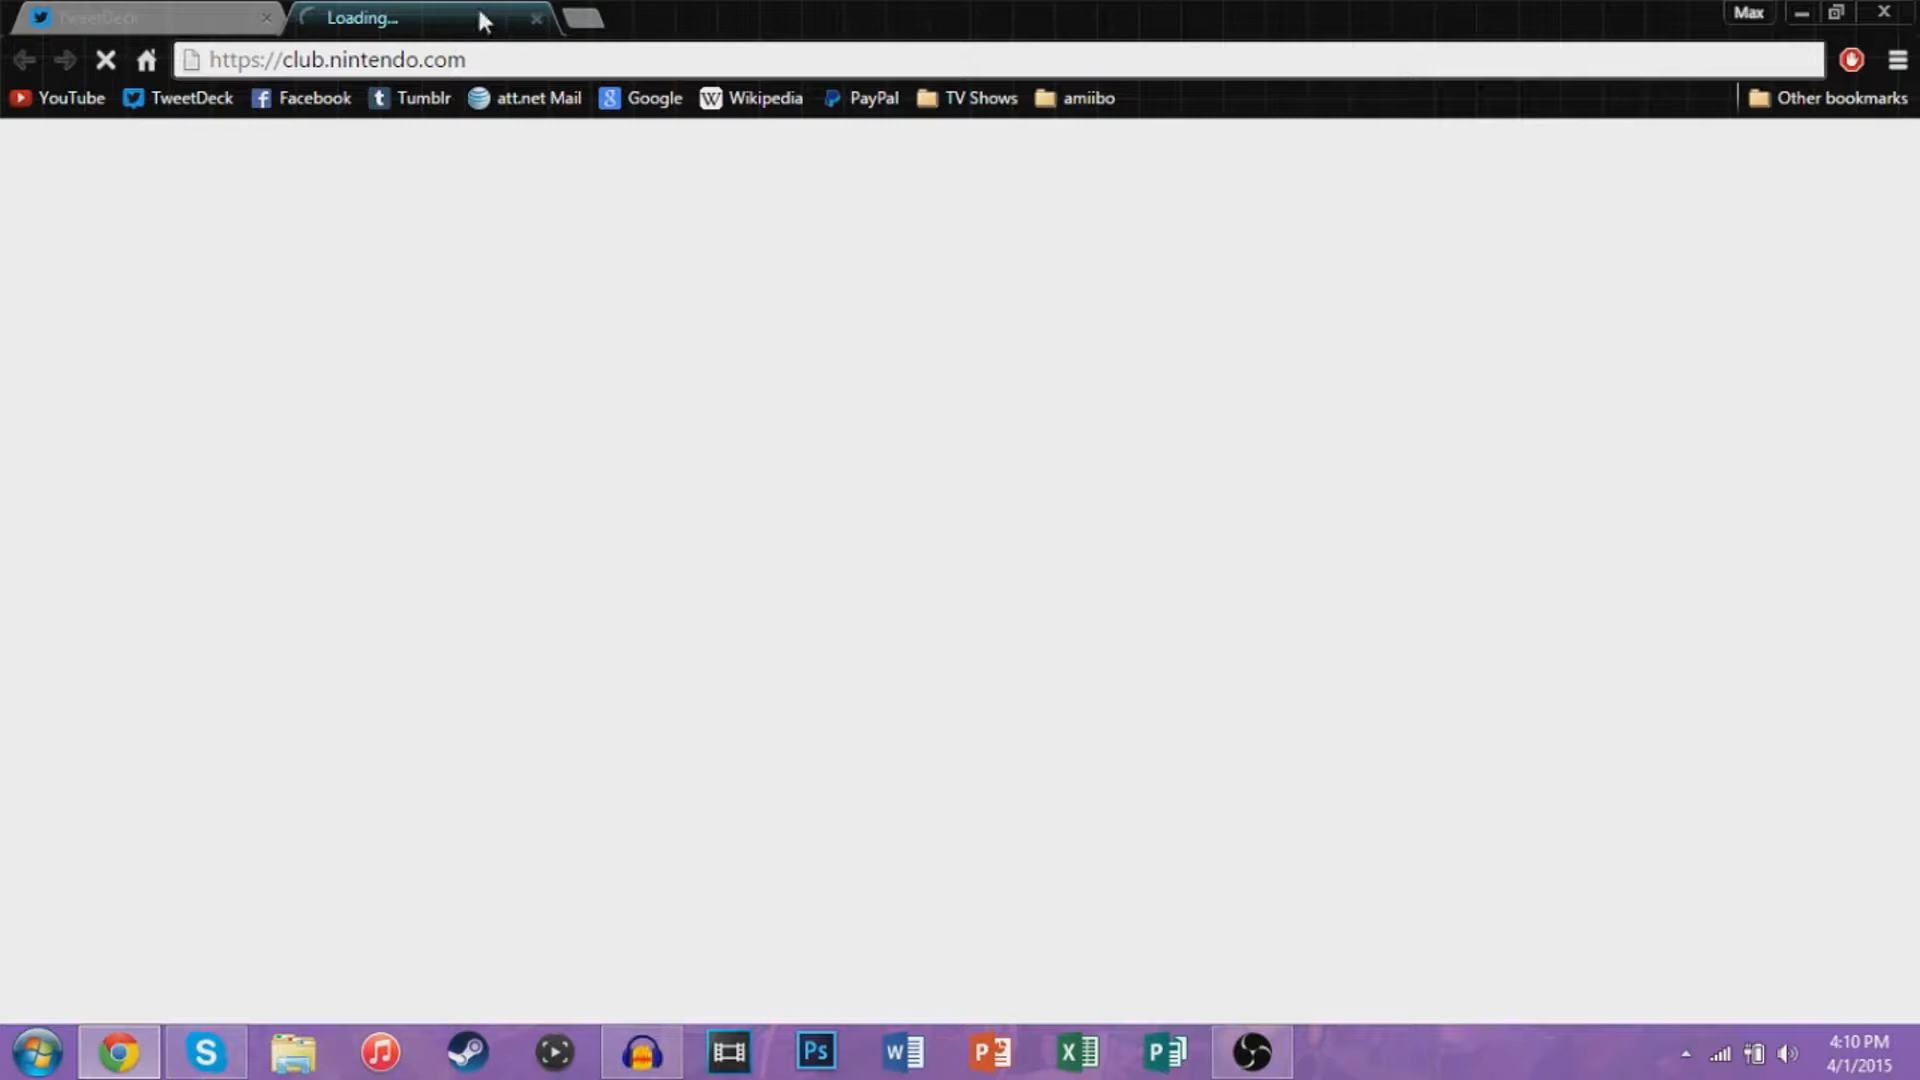 TweetDeck
Loading...
Max
https://club.nintendo.com
YouTube TweetDeck Facebook Tumblr att.net Mail Google Wikipedia PayPal TV Shows amiibo Other bookmarks
4:10 PM
4/1/2015